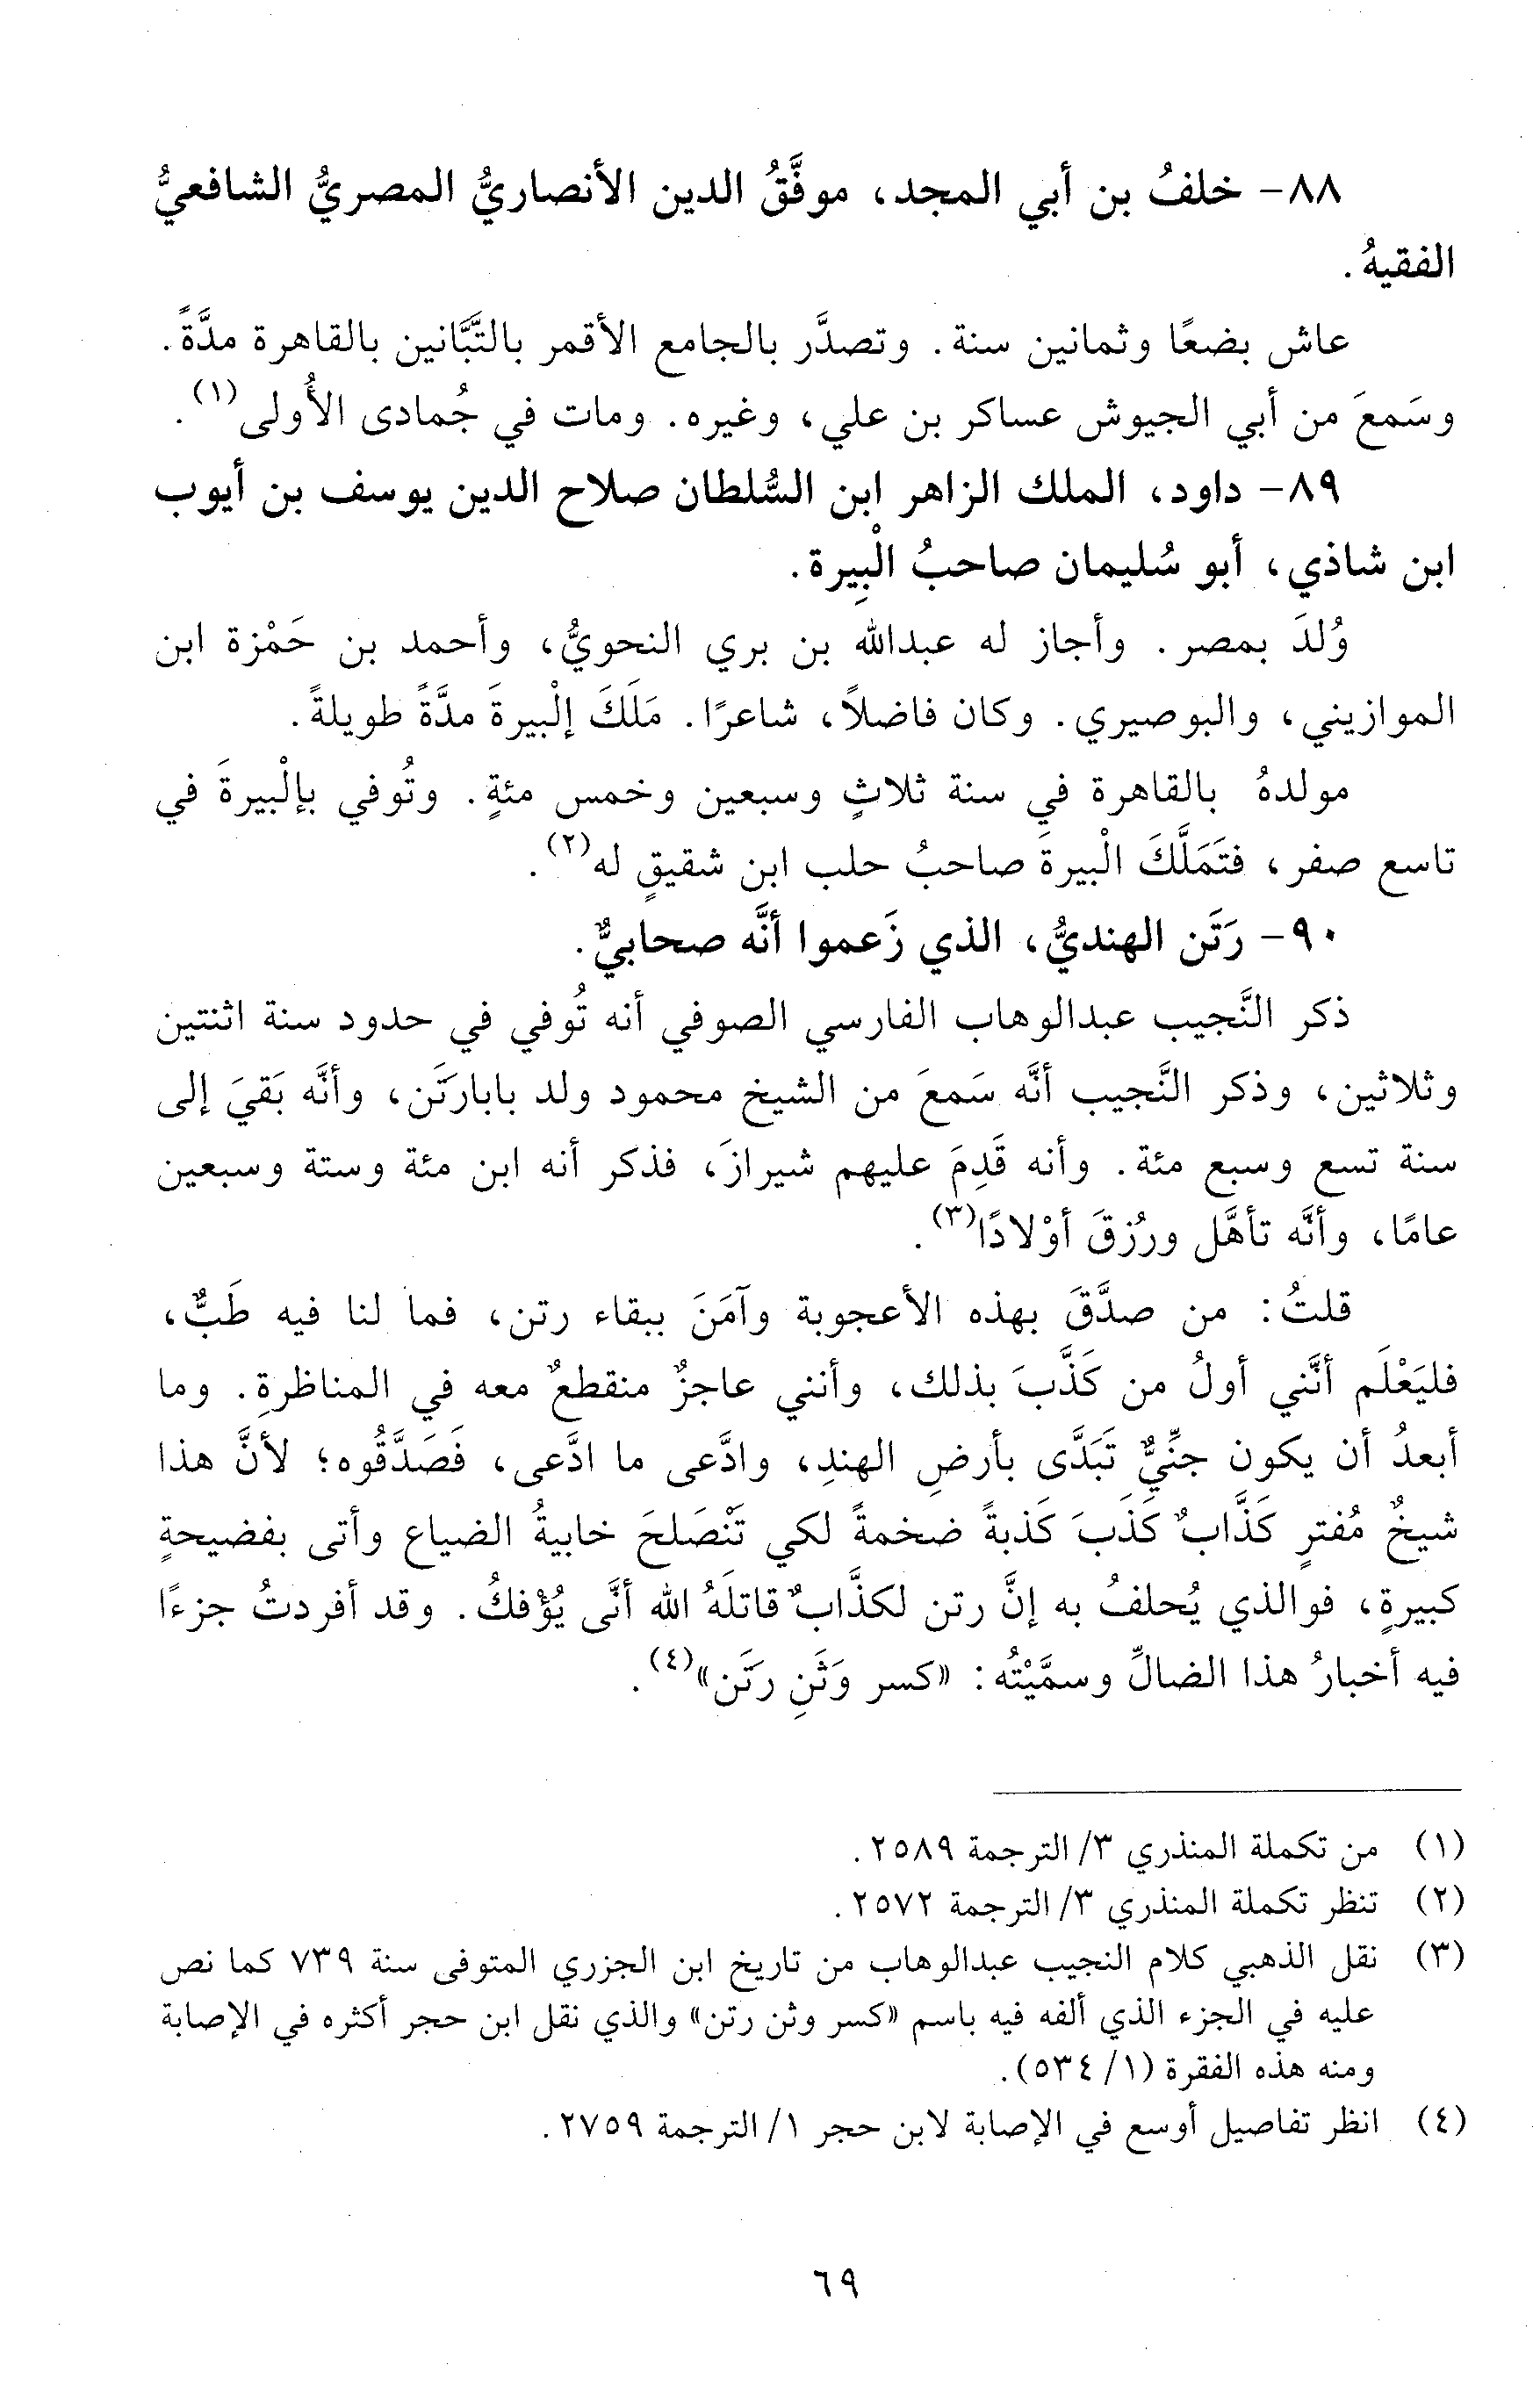 ٨٨- خلفُ بن أبي المجد، موفَّقُ الدين الأنصاريُّ المصريُّ الشافعيُّ
الفقيهُ.
عاش بضعًا وثمانين سنة. وتصدَّر بالجامع الأقمر بالتَّبَّانين بالقاهرة مدَّةً.
وسَمعَ من أبي الجيوش عساكر بن علي، وغيره. ومات في جُمادى الأُولى(١).
٨٩- داود، الملك الزاهر ابن السُّلطان صلاح الدين يوسف بن أيوب
ابن شاذي، أبو سُليمان صاحبُ الْبِيرة.
وُلدَ بمصر. وأجاز له عبدالله بن بري النحويُّ، وأحمد بن حَمْزة ابن
الموازيني، والبوصيري. وكان فاضلاً، شاعرًا. مَلَكَ إلْبيرةَ مدَّةً طويلةً.
مولدهُ بالقاهرة في سنة ثلاثٍ وسبعين وخمس مئةٍ. وتُوفي بإلْبيرةَ في
تاسع صفر، فتَمَلَّكَ الْبيرةَ صاحبُ حلب ابن شقيقٍ له(٢).
٩٠- رَتَن الهنديُّ، الذي زَعموا أنَّه صحابيٌّ.
ذكر النَّجيب عبدالوهاب الفارسي الصوفي أنه تُوفي في حدود سنة اثنتين
وثلاثين، وذكر النَّجيب أنَّه سَمعَ من الشيخ محمود ولد بابارَتَن، وأنَّه بَقيَ إلى
سنة تسع وسبع مئة. وأنه قَدِمَ عليهم شيرازَ، فذكر أنه ابن مئة وستة وسبعين
عامًا، وأنَّه تأهَّل ورُزقَ أوْلادًا(٣).
قلتُ: من صدَّقَ بهذه الأعجوبة وآمَنَ ببقاء رتن، فما لنا فيه طَبٌّ،
فليَعْلَم أنَّني أولُ من كَذَّبَ بذلك، وأنني عاجزٌ منقطعٌ معه في المناظرةِ. وما
أبعدُ أن يكون جنِّيٌّ تَبَدَّى بأرضِ الهندِ، وادَّعى ما ادَّعى، فَصَدَّقُوه؛ لأنَّ هذا
شيخٌ مُفترٍ كَذَّابٌ كَذَبَ كَذبةً ضخمةً لكي تَنْصَلحَ خابيةُ الضياع وأتى بفضيحةٍ
كبيرةٍ، فوالذي يُحلفُ به إنَّ رتن لكذَّابٌ قاتلَهُ الله أنَّى يُؤْفكُ. وقد أفردتُ جزءًا
فيه أخبارُ هذا الضالِّ وسمَّيْتُه: «كسر وَثَنِ رتَن»(٤).
(١) من تكملة المنذري ٣/ الترجمة ٢٥٨٩.
(٢) تنظر تكملة المنذري ٣/ الترجمة ٢٥٧٢.
(٣) نقل الذهبي كلام النجيب عبدالوهاب من تاريخ ابن الجزري المتوفى سنة ٧٣٩ كما نص
عليه في الجزء الذي ألفه فيه باسم «كسر وثن رتن» والذي نقل ابن حجر أكثره في الإصابة
ومنه هذه الفقرة (١/ ٥٣٤).
(٤) انظر تفاصيل أوسع في الإصابة لابن حجر ١/ الترجمة ٢٧٥٩.
٦٩